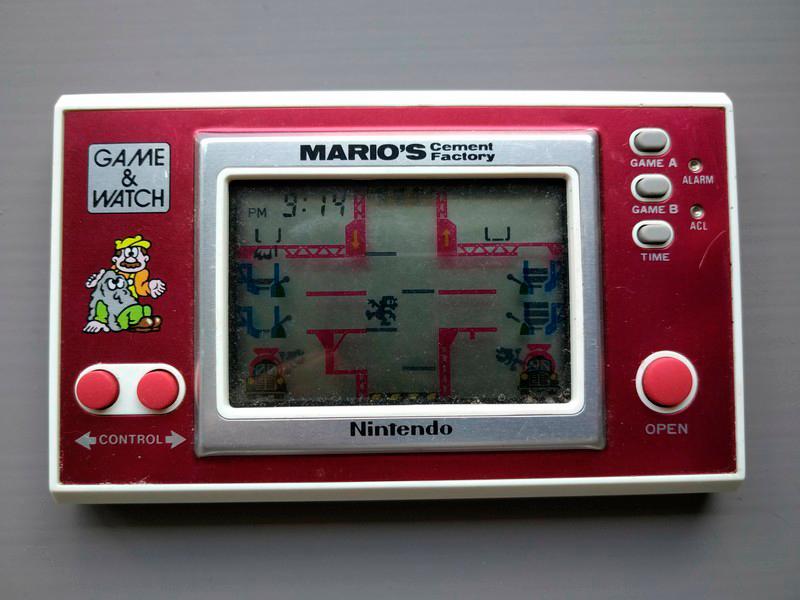 GAME
&
WATCH
MARIO'S Cement
Factory
PM 9:14
GAME A
ALARM
GAME B
ACL
TIME
CONTROL
Nintendo
OPEN